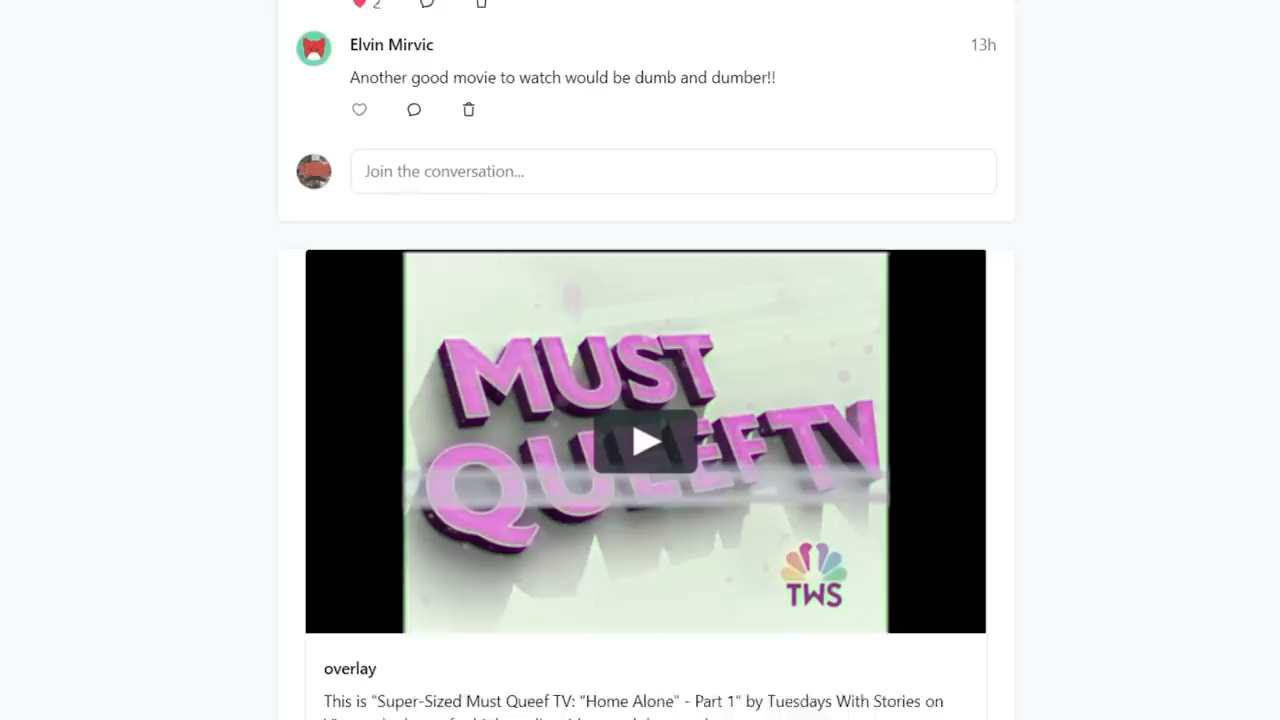 2
Elvin Mirvic
13h
Another good movie to watch would be dumb and dumber!!
Join the conversation...
MUST
QUEEF TV
TWS
overlay
This is "Super-Sized Must Queef TV: "Home Alone" - Part 1" by Tuesdays With Stories on